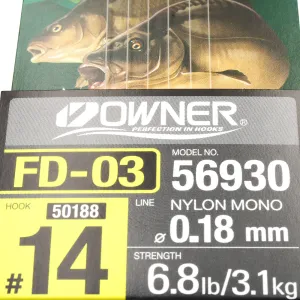 OWNER®
PERFECTION IN HOOKS
FD-03
MODEL NO.
56930
HOOK
50188
#14
LINE
NYLON MONO
ø0.18 mm
STRENGTH
6.8lb/3.1kg